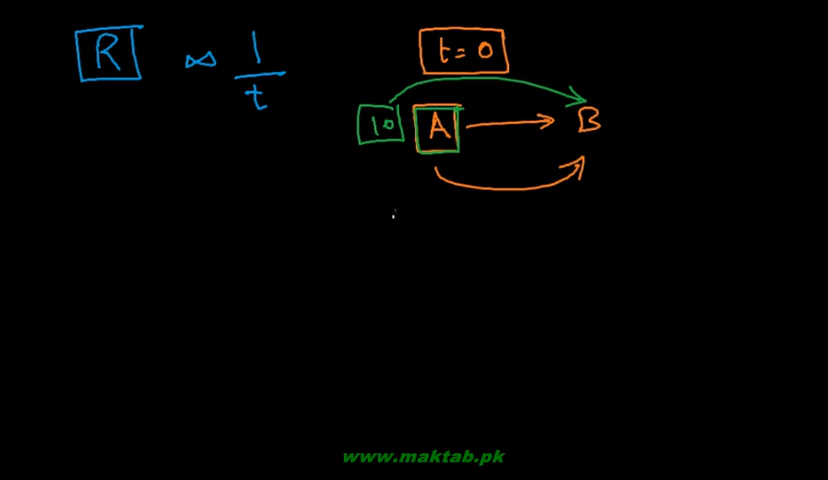 R ∝ 1/t
t = 0
10 A → B
www.maktab.pk